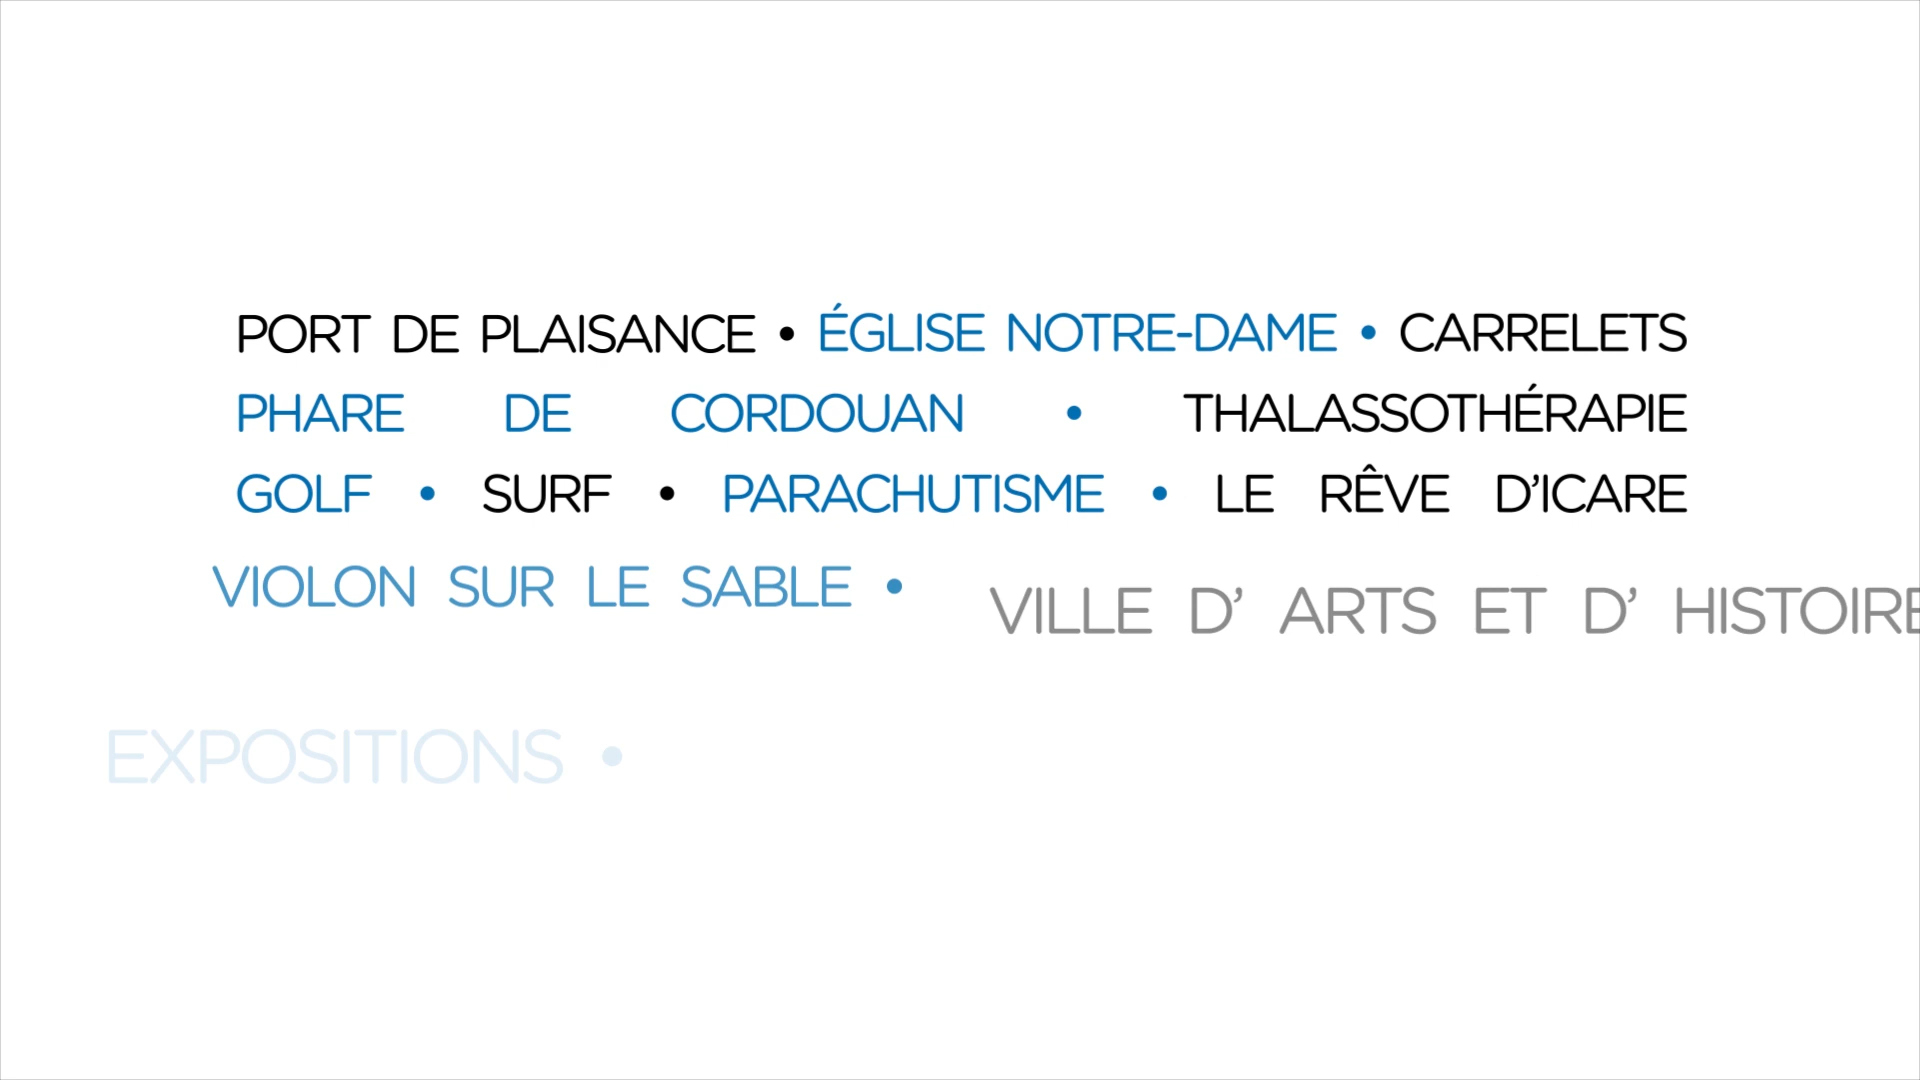 PORT DE PLAISANCE • ÉGLISE NOTRE-DAME • CARRELETS
PHARE DE CORDOUAN • THALASSOTHÉRAPIE
GOLF • SURF • PARACHUTISME • LE RÊVE D’ICARE
VIOLON SUR LE SABLE • VILLE D’ ARTS ET D’ HISTOIRE
EXPOSITIONS •